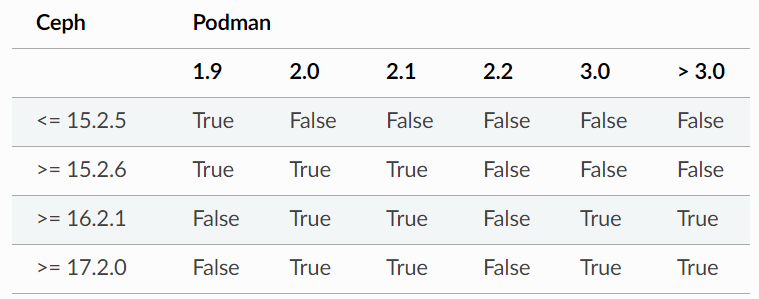 Ceph Podman
1.9 2.0 2.1 2.2 3.0 > 3.0
<= 15.2.5 True False False False False False
>= 15.2.6 True True True False False False
>= 16.2.1 False True True False True True
>= 17.2.0 False True True False True True